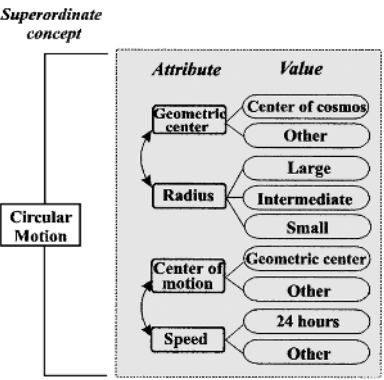 Superordinate
concept
Attribute
Value
Geometric
center
Center of cosmos
Other
Radius
Large
Intermediate
Small
Circular
Motion
Center of
motion
Geometric center
Other
Speed
24 hours
Other